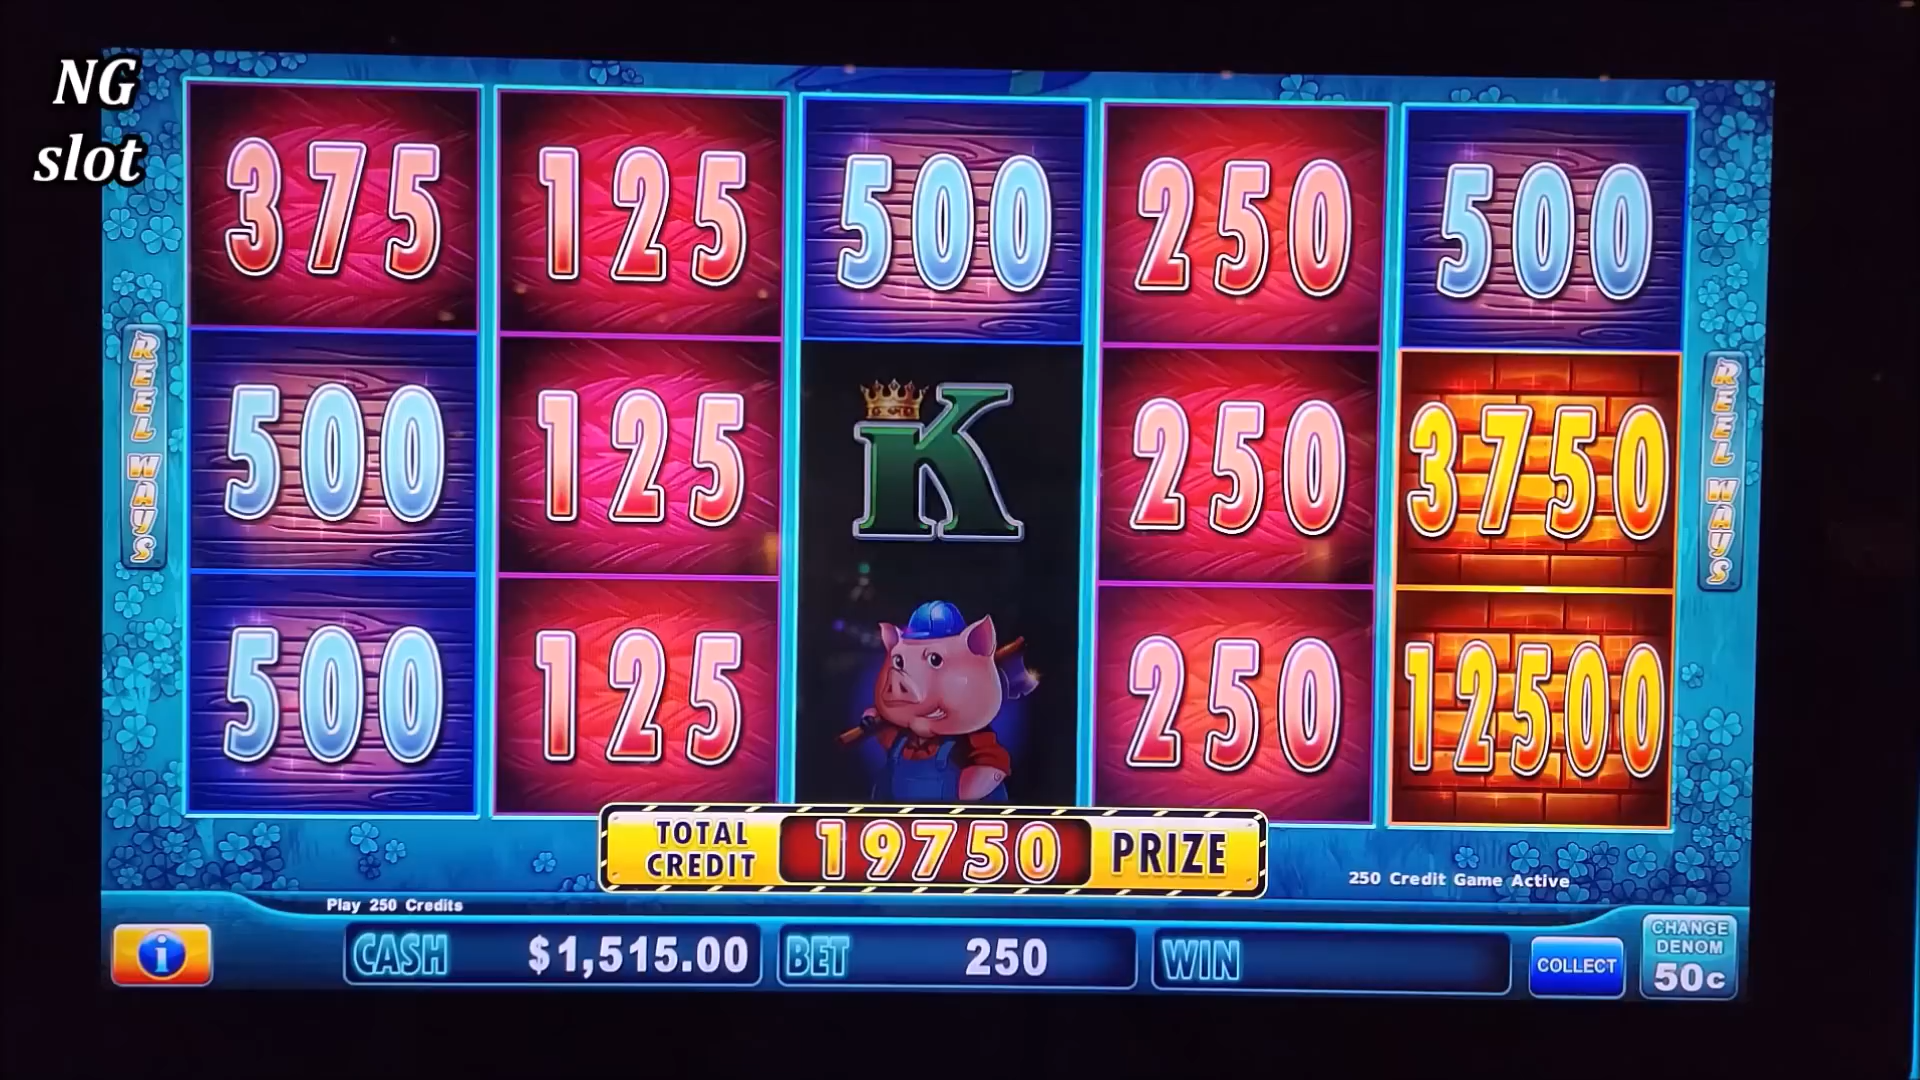 NG
slot
375 125 500 250 500
REEL WAYS
500 125 K 250 3750
REEL WAYS
500 125 250 12500
TOTAL
CREDIT
19750 PRIZE
250 Credit Game Active
Play 250 Credits
i
CASH $1,515.00
BET 250
WIN
COLLECT
CHANGE
DENOM
50c